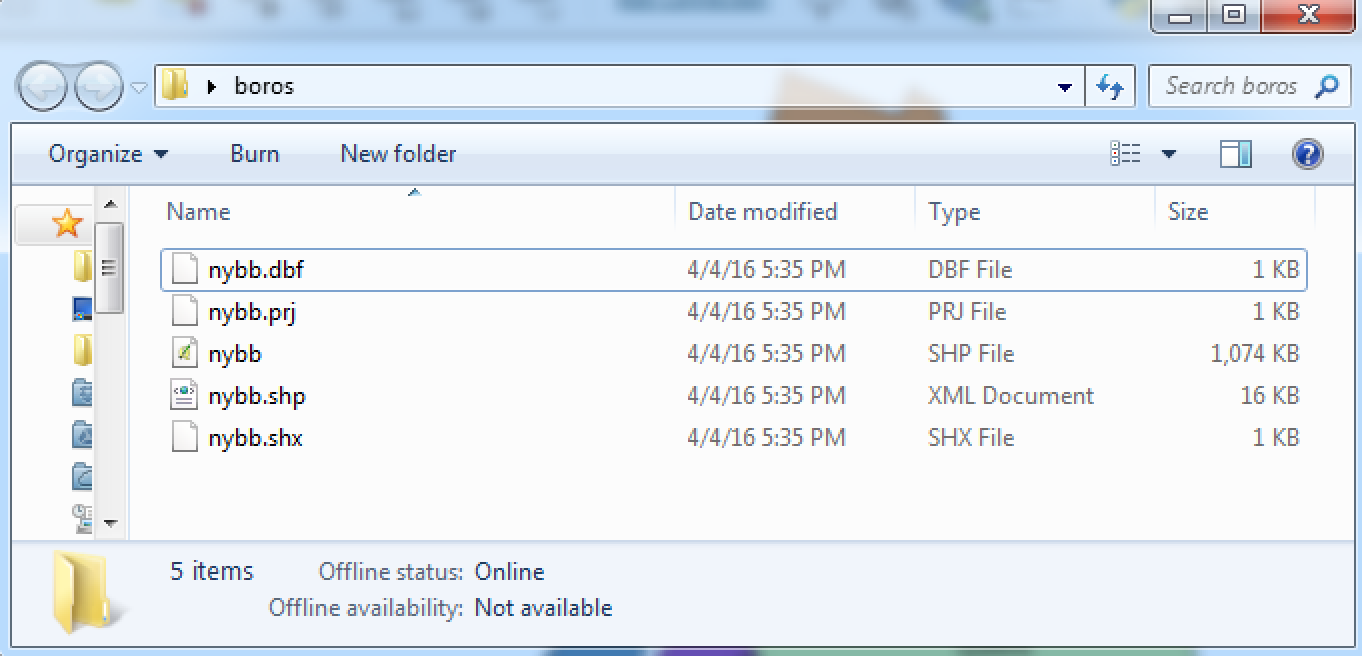 boros
Search boros
Organize Burn New folder
Name Date modified Type Size
nybb.dbf 4/4/16 5:35 PM DBF File 1 KB
nybb.prj 4/4/16 5:35 PM PRJ File 1 KB
nybb 4/4/16 5:35 PM SHP File 1,074 KB
nybb.shp 4/4/16 5:35 PM XML Document 16 KB
nybb.shx 4/4/16 5:35 PM SHX File 1 KB
5 items Offline status: Online
Offline availability: Not available